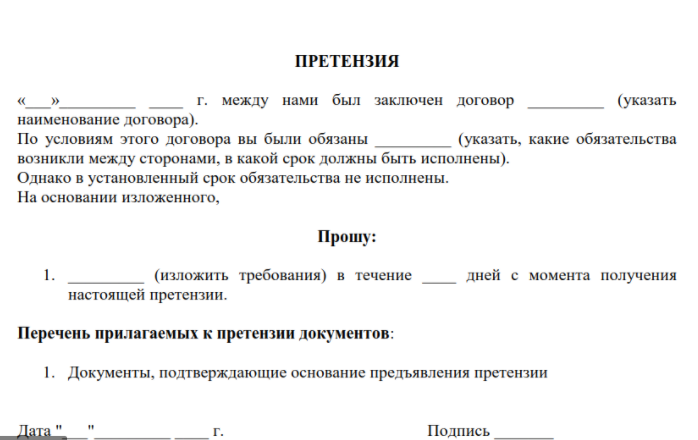 ПРЕТЕНЗИЯ
«___»_________ ____ г. между нами был заключен договор _________ (указать
наименование договора).
По условиям этого договора вы были обязаны _________ (указать, какие обязательства
возникли между сторонами, в какой срок должны быть исполнены).
Однако в установленный срок обязательства не исполнены.
На основании изложенного,
Прошу:
1. _________ (изложить требования) в течение ____ дней с момента получения
настоящей претензии.
Перечень прилагаемых к претензии документов:
1. Документы, подтверждающие основание предъявления претензии
Дата "___"_________ ____ г. Подпись _______